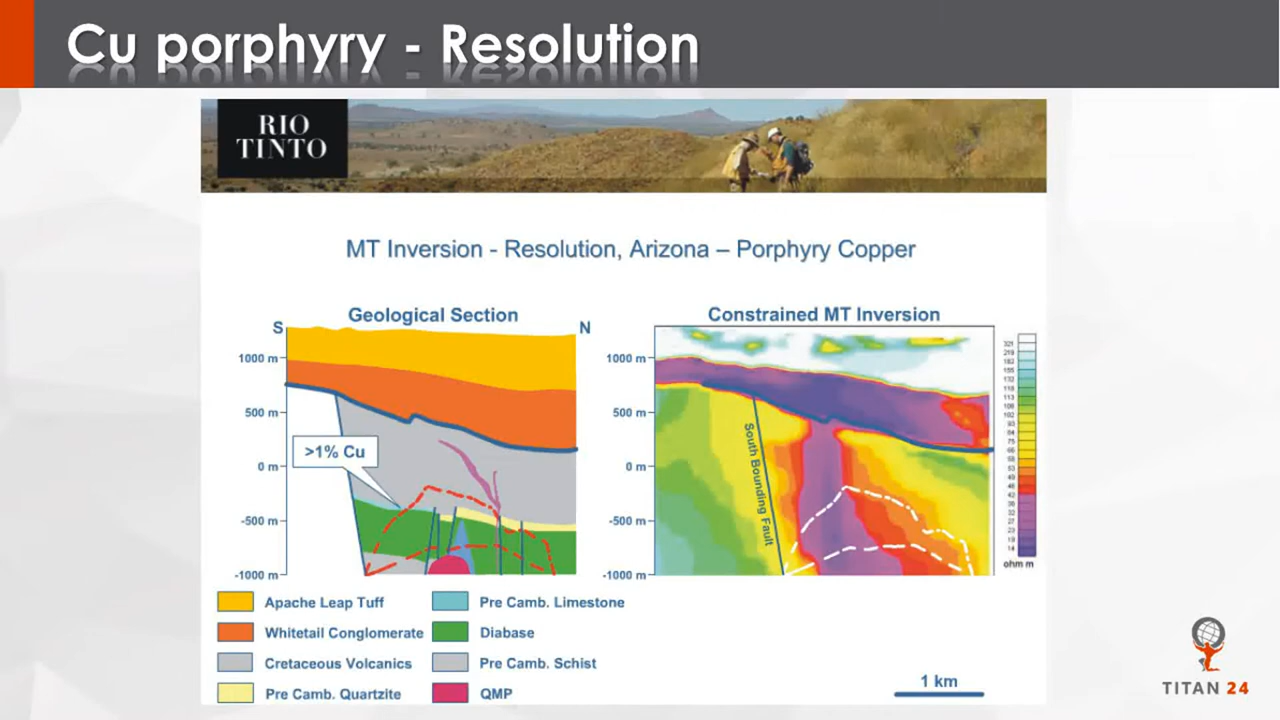 Cu porphyry - Resolution
RIO
TINTO
MT Inversion - Resolution, Arizona – Porphyry Copper
Geological Section
Constrained MT Inversion
S
N
1000 m
500 m
0 m
-500 m
-1000 m
>1% Cu
1000 m
500 m
0 m
-500 m
-1000 m
South Bounding Fault
ohm m
Apache Leap Tuff
Pre Camb. Limestone
Whitetail Conglomerate
Diabase
Cretaceous Volcanics
Pre Camb. Schist
Pre Camb. Quartzite
QMP
1 km
TITAN 24